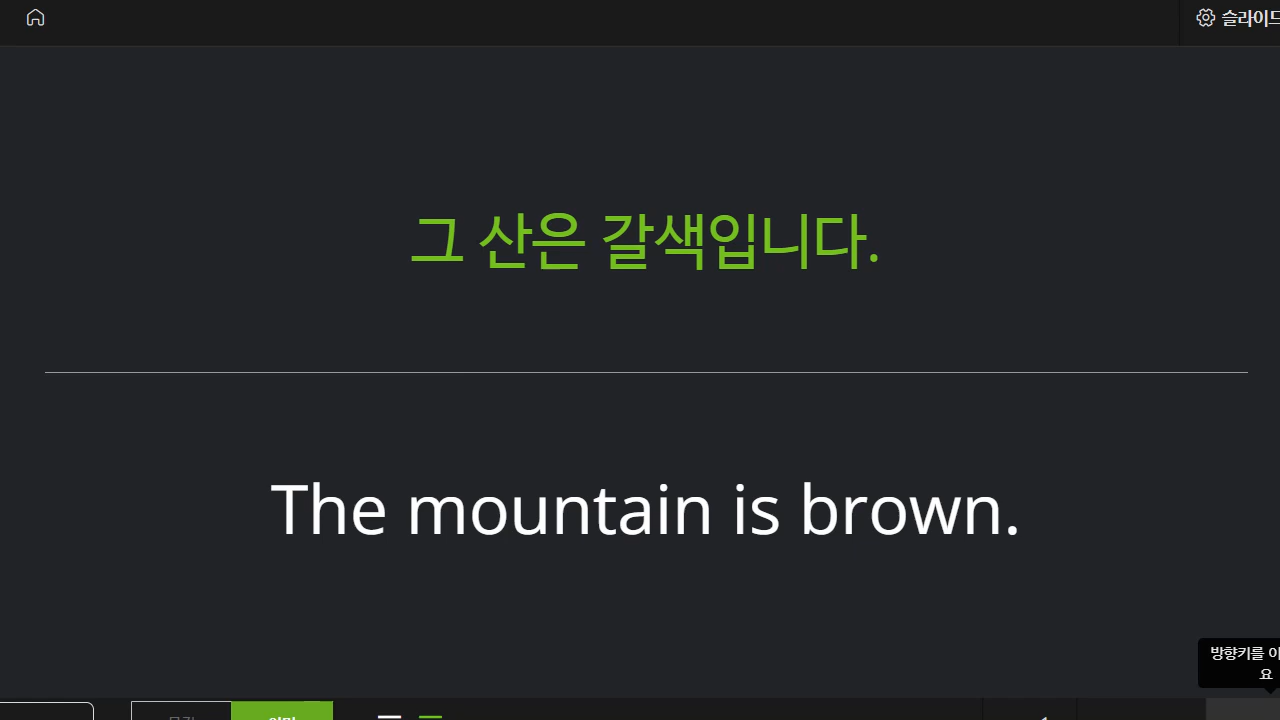 슬라이드
그 산은 갈색입니다.
The mountain is brown.
방향키를 이
요